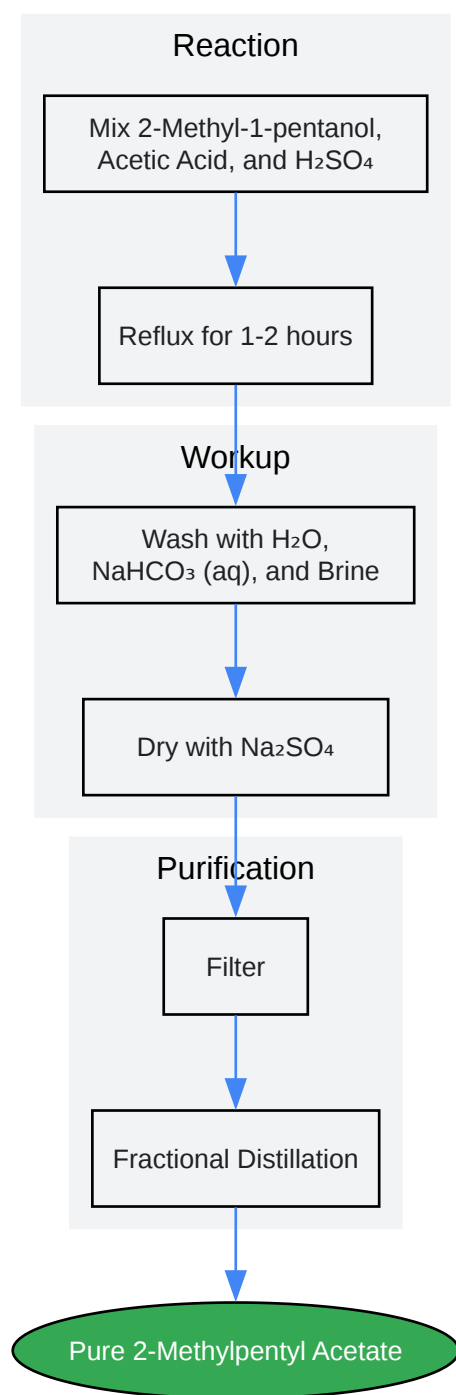 Reaction
Mix 2-Methyl-1-pentanol,
Acetic Acid, and H₂SO₄
Reflux for 1-2 hours
Workup
Wash with H₂O,
NaHCO₃ (aq), and Brine
Dry with Na₂SO₄
Purification
Filter
Fractional Distillation
Pure 2-Methylpentyl Acetate